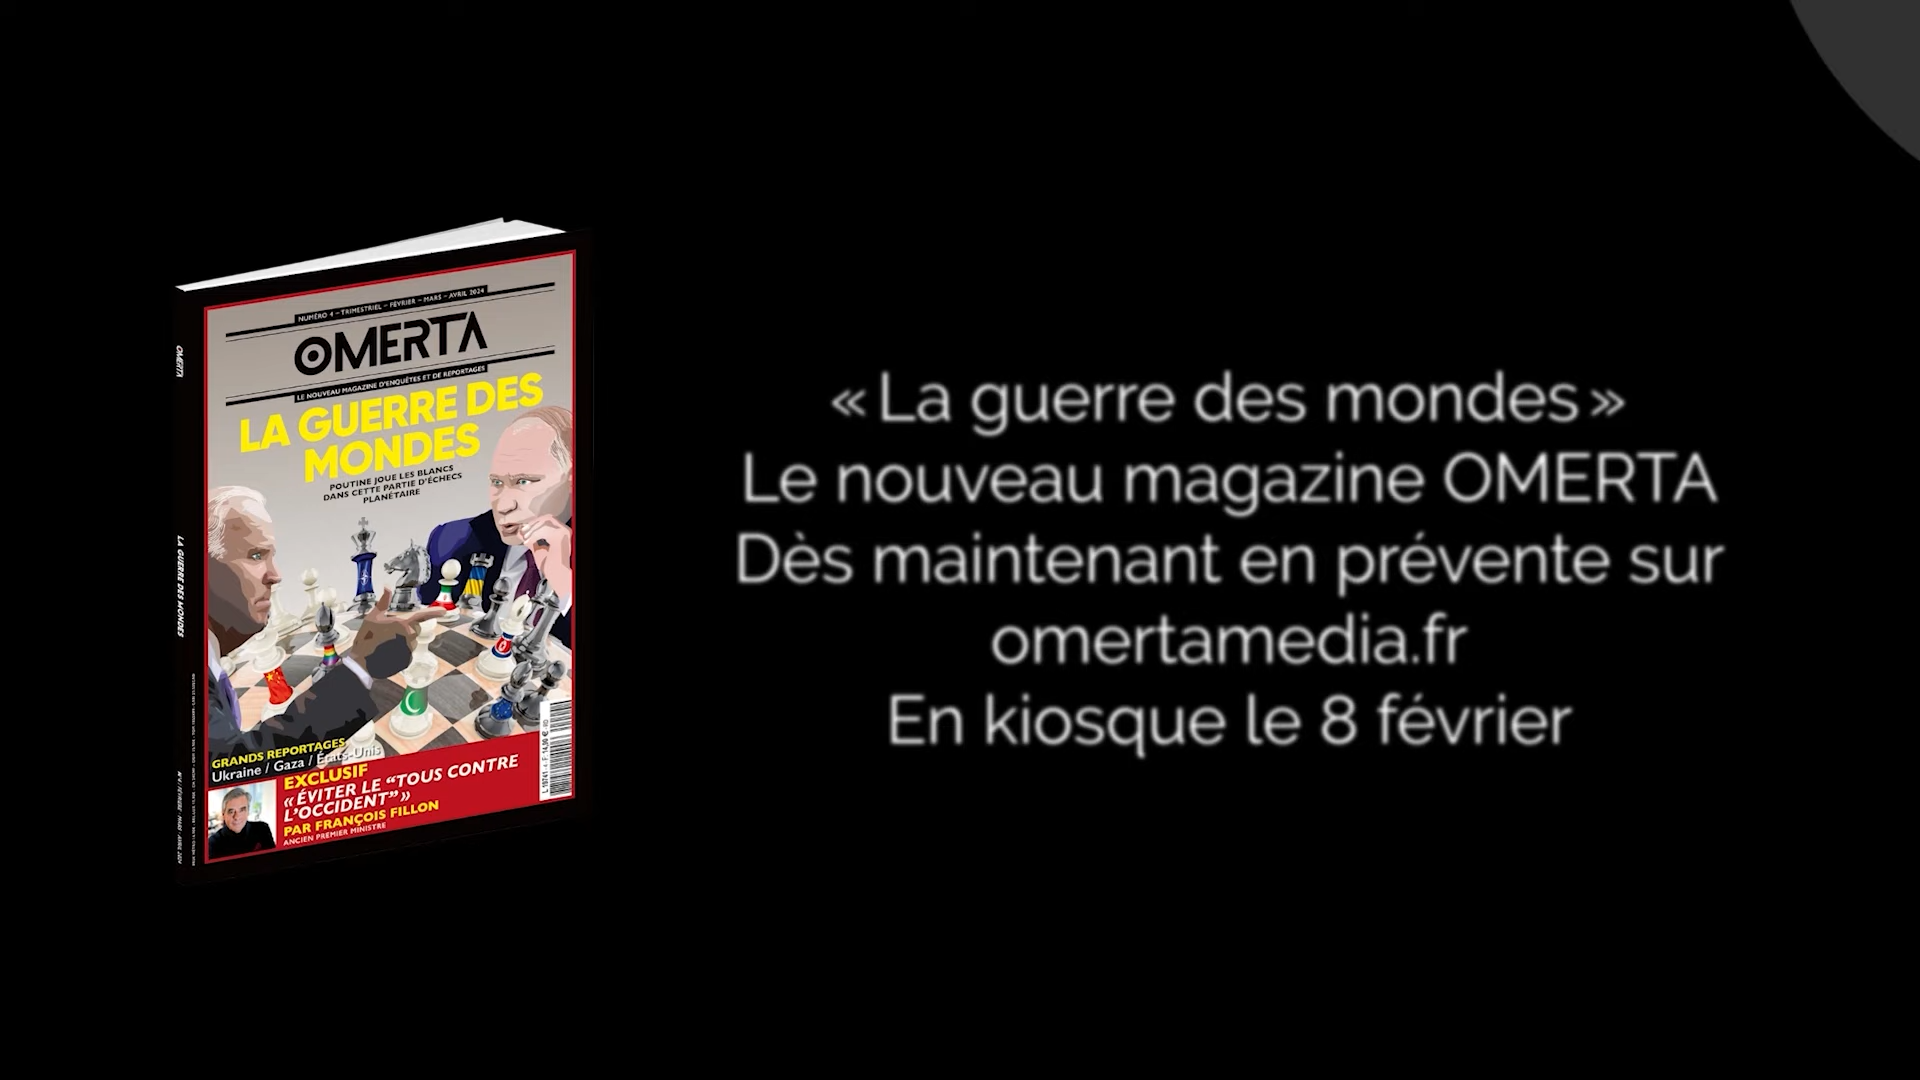 NUMÉRO 4 – TRIMESTRIEL – FÉVRIER – MARS – AVRIL 2024
OMERTA
LE NOUVEAU MAGAZINE D'ENQUÊTES ET DE REPORTAGES
LA GUERRE DES
MONDES
POUTINE JOUE LES BLANCS
DANS CETTE PARTIE D'ÉCHECS
PLANÉTAIRE
GRANDS REPORTAGES
Ukraine / Gaza / États-Unis
EXCLUSIF
« ÉVITER LE “TOUS CONTRE
L'OCCIDENT” »
PAR FRANÇOIS FILLON
ANCIEN PREMIER MINISTRE
OMERTA
LA GUERRE DES MONDES
« La guerre des mondes »
Le nouveau magazine OMERTA
Dès maintenant en prévente sur
omertamedia.fr
En kiosque le 8 février